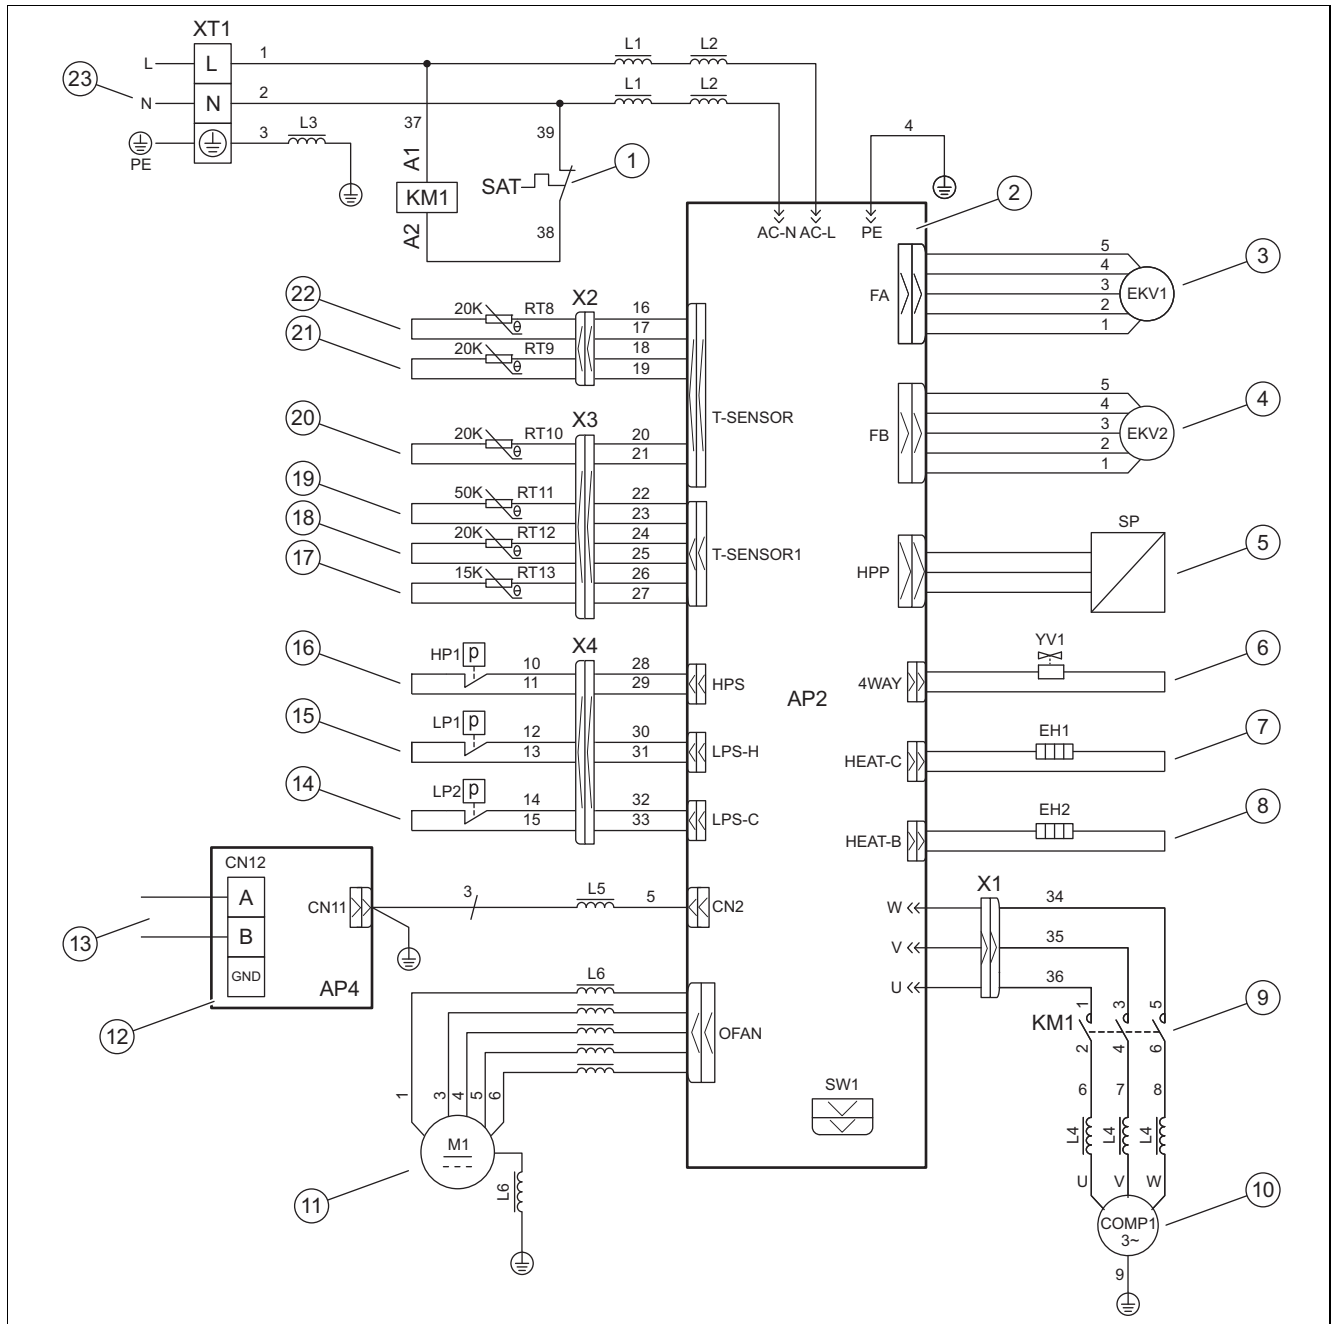 XT1
L L 1 L1 L2
23
N N 2 L1 L2
PE 3 L3
37 39 4
A1
SAT 1
KM1
A2 38
2
AC-N AC-L PE
FA 5 4 3 2 1 EKV1 3
22 20K RT8 θ X2 16 17
21 20K RT9 θ 18 19
T-SENSOR
FB 5 4 3 2 1 EKV2 4
20 20K RT10 θ X3 20 21
19 50K RT11 θ 22 23
18 20K RT12 θ 24 25
T-SENSOR1
17 15K RT13 θ 26 27
HPP SP 5
16 HP1 p 10 11 X4 28 29 HPS
AP2
4WAY YV1 6
15 LP1 p 12 13 30 31 LPS-H
HEAT-C EH1 7
14 LP2 p 14 15 32 33 LPS-C
HEAT-B EH2 8
CN12
A
B
GND
CN11
AP4
13
12
3 L5 5 CN2
X1
W 34
V 35
U 36
L6
OFAN
1 3 4 5 6
M1
11
L6
SW1
KM1 1 3 5 9
2 4 6
6 7 8
L4 L4 L4
U V W
COMP1
3~
10
9